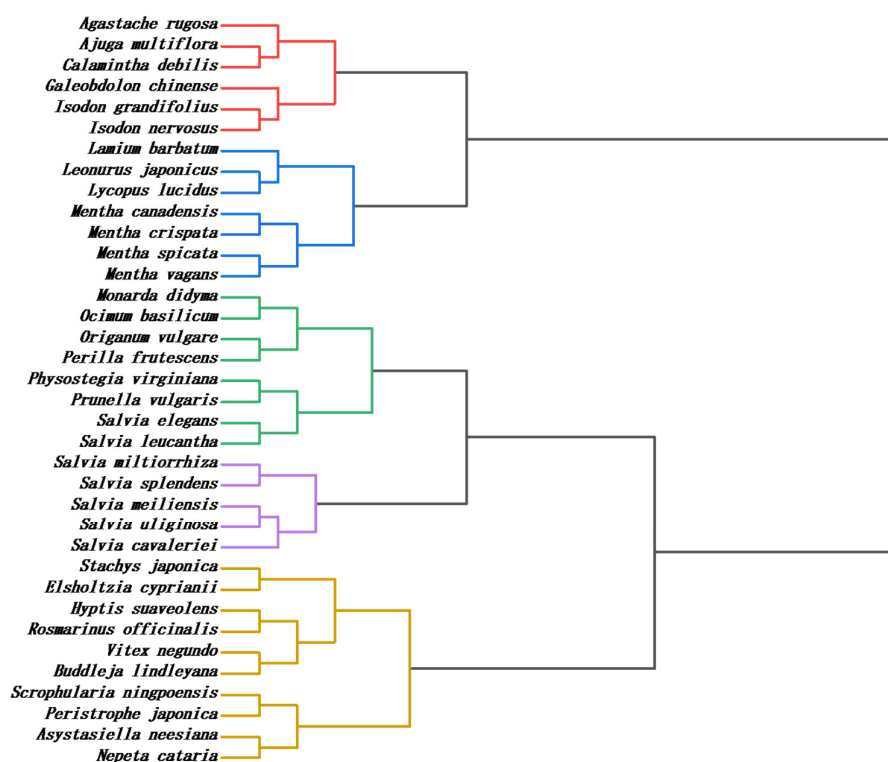 Agastache rugosa
Ajuga multiflora
Calamintha debilis
Galeobdolon chinense
Isodon grandifolius
Isodon nervosus
Lamium barbatum
Leonurus japonicus
Lycopus lucidus
Mentha canadensis
Mentha crispata
Mentha spicata
Mentha vagans
Monarda didyma
Ocimum basilicum
Origanum vulgare
Perilla frutescens
Physostegia virginiana
Prunella vulgaris
Salvia elegans
Salvia leucantha
Salvia miltiorrhiza
Salvia splendens
Salvia meiliensis
Salvia uliginosa
Salvia cavaleriei
Stachys japonica
Elsholtzia cyprianii
Hyptis suaveolens
Rosmarinus officinalis
Vitex negundo
Buddleja lindleyana
Scrophularia ningpoensis
Peristrophe japonica
Asystasiella neesiana
Nepeta cataria